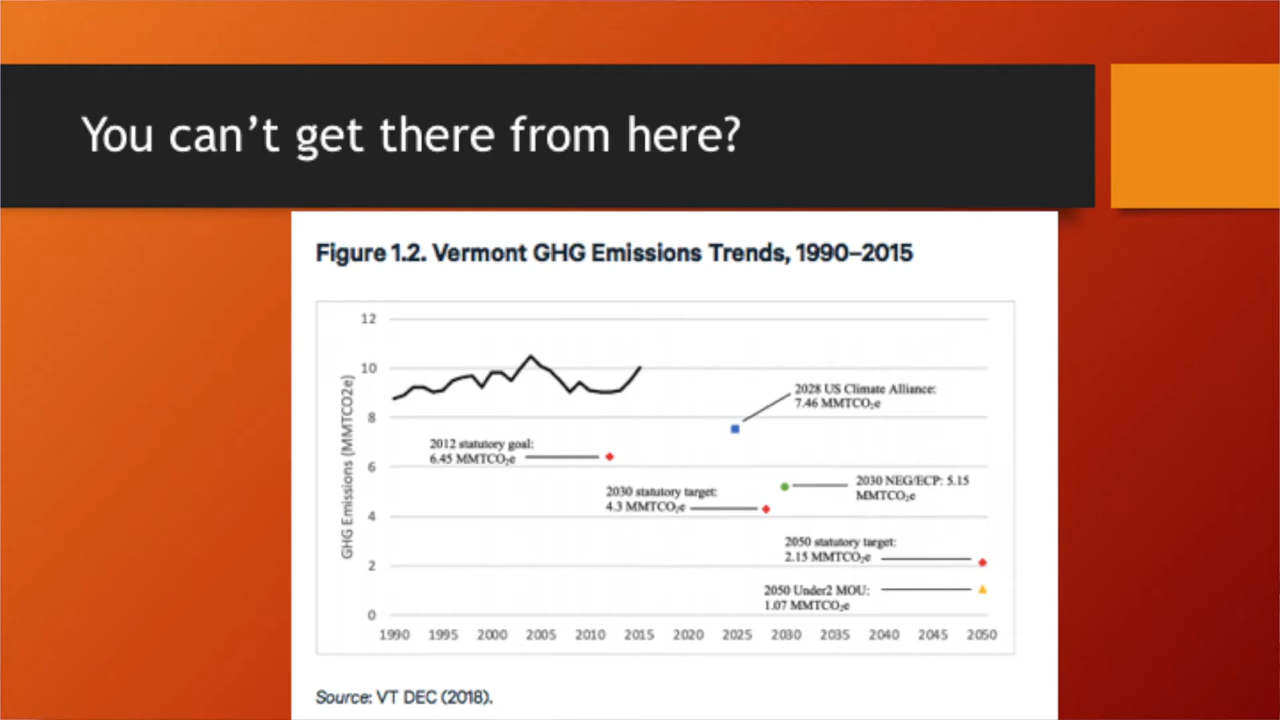 You can’t get there from here?
Figure 1.2. Vermont GHG Emissions Trends, 1990–2015
GHG Emissions (MMTCO2e)
12
10
8
6
4
2
0
2028 US Climate Alliance:
7.46 MMTCO₂e
2012 statutory goal:
6.45 MMTCO₂e
2030 NEG/ECP: 5.15
MMTCO₂e
2030 statutory target:
4.3 MMTCO₂e
2050 statutory target:
2.15 MMTCO₂e
2050 Under2 MOU:
1.07 MMTCO₂e
1990 1995 2000 2005 2010 2015 2020 2025 2030 2035 2040 2045 2050
Source: VT DEC (2018).